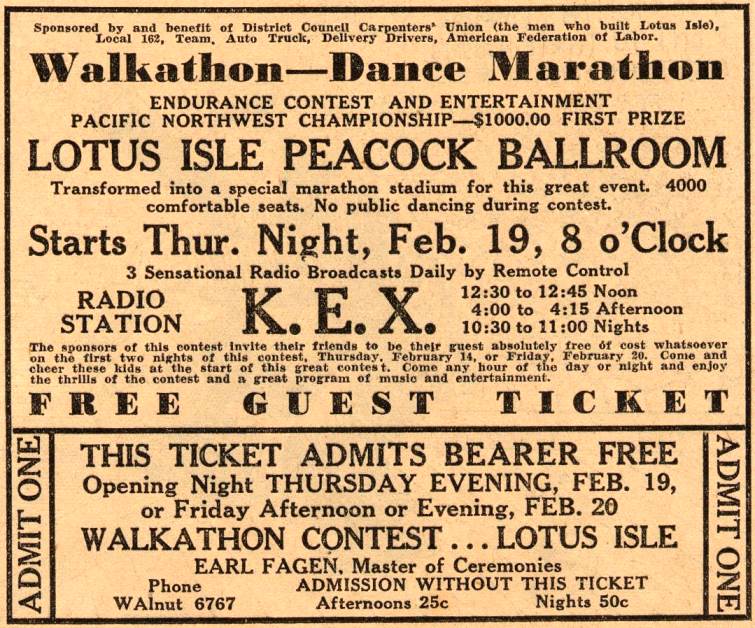 Sponsored by and benefit of District Council Carpenters' Union (the men who built Lotus Isle),
Local 162, Team, Auto Truck, Delivery Drivers, American Federation of Labor.
Walkathon—Dance Marathon
ENDURANCE CONTEST AND ENTERTAINMENT
PACIFIC NORTHWEST CHAMPIONSHIP—$1000.00 FIRST PRIZE
LOTUS ISLE PEACOCK BALLROOM
Transformed into a special marathon stadium for this great event. 4000
comfortable seats. No public dancing during contest.
Starts Thur. Night, Feb. 19, 8 o'Clock
3 Sensational Radio Broadcasts Daily by Remote Control
RADIO
STATION
K. E. X.
12:30 to 12:45 Noon
4:00 to 4:15 Afternoon
10:30 to 11:00 Nights
The sponsors of this contest invite their friends to be their guest absolutely free of cost whatsoever
on the first two nights of this contest, Thursday, February 14, or Friday, February 20. Come and
cheer these kids at the start of this great contest. Come any hour of the day or night and enjoy
the thrills of the contest and a great program of music and entertainment.
FREE GUEST TICKET
ADMIT ONE
THIS TICKET ADMITS BEARER FREE
Opening Night THURSDAY EVENING, FEB. 19,
or Friday Afternoon or Evening, FEB. 20
WALKATHON CONTEST ... LOTUS ISLE
EARL FAGEN, Master of Ceremonies
Phone
WAlnut 6767
ADMISSION WITHOUT THIS TICKET
Afternoons 25c Nights 50c
ADMIT ONE